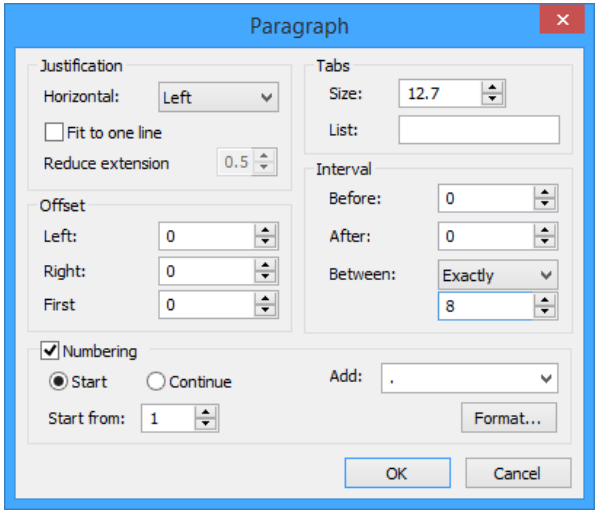 Paragraph
Justification
Horizontal: Left
Fit to one line
Reduce extension 0.5
Tabs
Size: 12.7
List:
Offset
Left: 0
Right: 0
First 0
Interval
Before: 0
After: 0
Between: Exactly
8
Numbering
Start Continue
Start from: 1
Add: .
Format...
OK Cancel